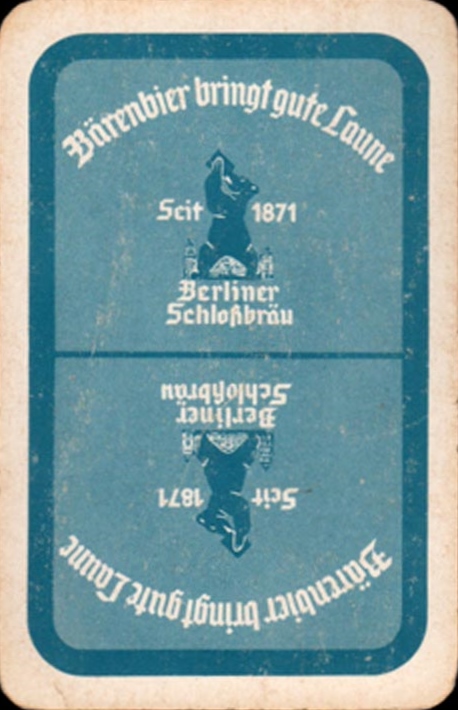 Bärenbier bringt gute Laune
Seit 1871
Berliner
Schloßbräu
Berliner
Schloßbräu
Seit 1871
Bärenbier bringt gute Laune